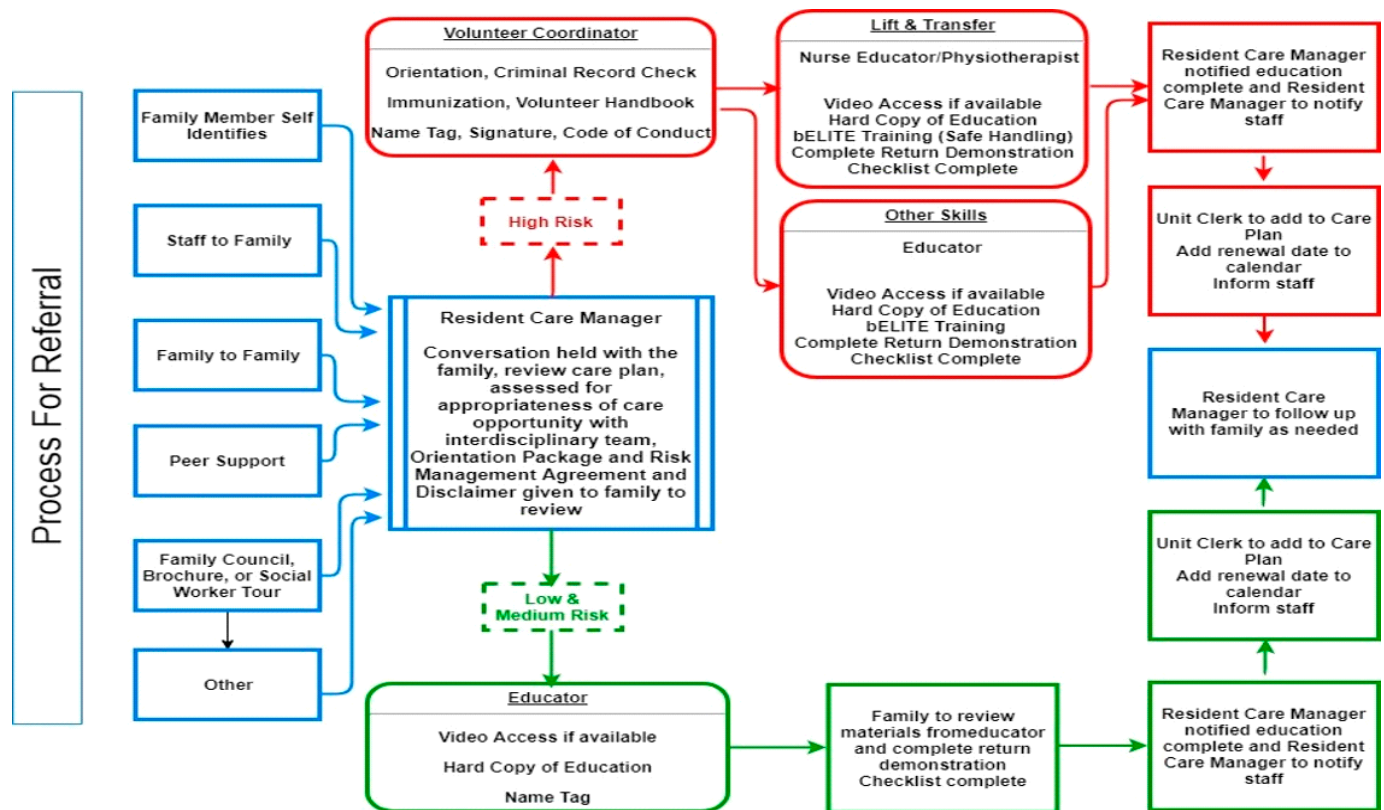 Process For Referral
Family Member Self
Identifies
Staff to Family
Family to Family
Peer Support
Family Council,
Brochure, or Social
Worker Tour
Other
Volunteer Coordinator
Orientation, Criminal Record Check
Immunization, Volunteer Handbook
Name Tag, Signature, Code of Conduct
High Risk
Resident Care Manager
Conversation held with the
family, review care plan,
assessed for
appropriateness of care
opportunity with
interdisciplinary team,
Orientation Package and Risk
Management Agreement and
Disclaimer given to family to
review
Low &
Medium Risk
Educator
Video Access if available
Hard Copy of Education
Name Tag
Lift & Transfer
Nurse Educator/Physiotherapist
Video Access if available
Hard Copy of Education
bELITE Training (Safe Handling)
Complete Return Demonstration
Checklist Complete
Other Skills
Educator
Video Access if available
Hard Copy of Education
bELITE Training
Complete Return Demonstration
Checklist Complete
Family to review
materials fromeducator
and complete return
demonstration
Checklist complete
Resident Care Manager
notified education
complete and Resident
Care Manager to notify
staff
Unit Clerk to add to Care
Plan
Add renewal date to
calendar
Inform staff
Resident Care
Manager to follow up
with family as needed
Unit Clerk to add to Care
Plan
Add renewal date to
calendar
Inform staff
Resident Care Manager
notified education
complete and Resident
Care Manager to notify
staff